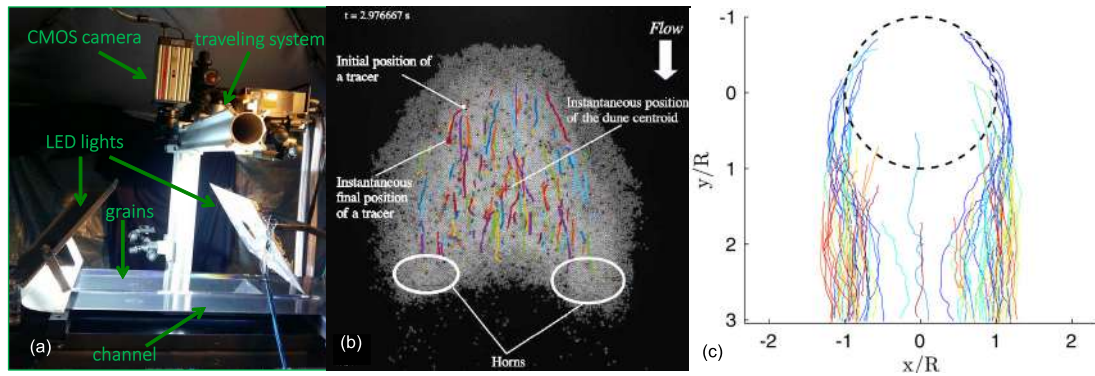 CMOS camera
traveling system
LED lights
grains
channel
(a)
t = 2.976667 s
Flow
Initial position of
a tracer
Instantaneous position
of the dune centroid
Instantaneous
final position
of a tracer
Horns
(b)
-1
0
1
2
3
y/R
-2
-1
0
1
2
x/R
(c)